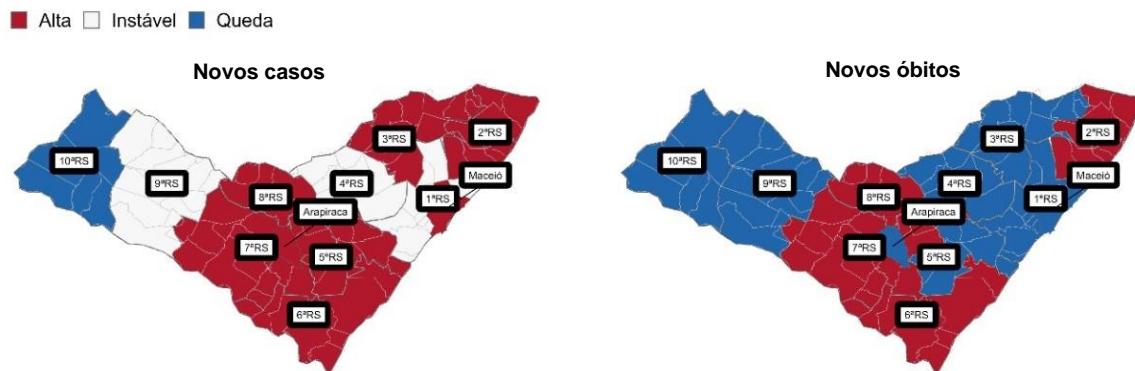 Alta Instável Queda
Novos casos
3ªRS
2ªRS
10ªRS
9ªRS
4ªRS
Maceió
8ªRS
1ªRS
Arapiraca
7ªRS
5ªRS
6ªRS
Novos óbitos
3ªRS
2ªRS
10ªRS
9ªRS
4ªRS
Maceió
8ªRS
1ªRS
Arapiraca
7ªRS
5ªRS
6ªRS